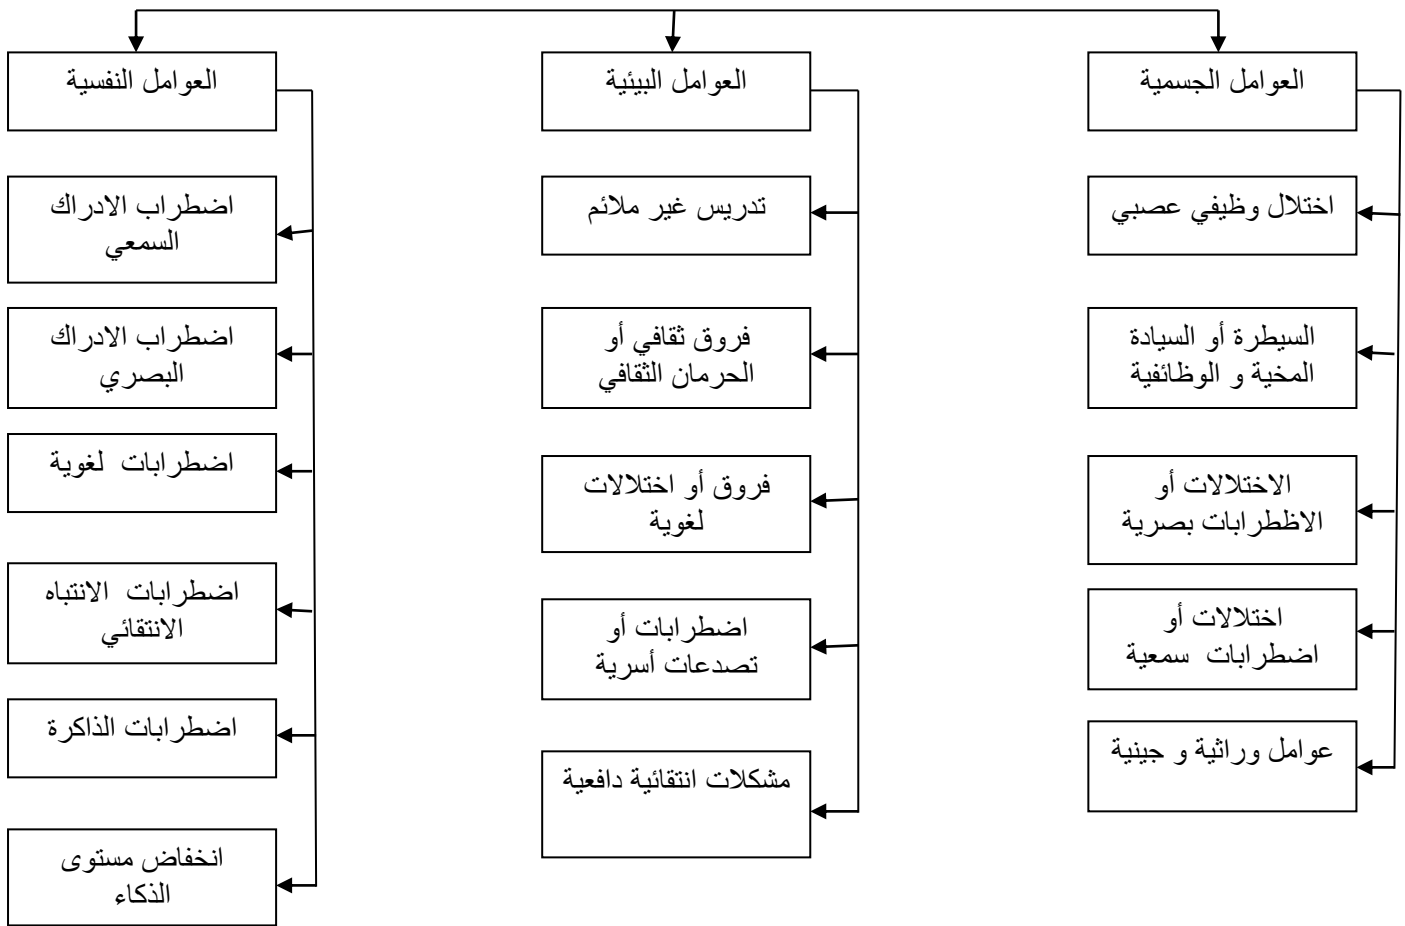 العوامل الجسمية
اختلال وظيفي عصبي
السيطرة أو السيادة
المخية و الوظائفية
الاختلالات أو
الاظطرابات بصرية
اختلالات أو
اضطرابات سمعية
عوامل وراثية و جينية
العوامل البيئية
تدريس غير ملائم
فروق ثقافي أو
الحرمان الثقافي
فروق أو اختلالات
لغوية
اضطرابات أو
تصدعات أسرية
مشكلات انتقائية دافعية
العوامل النفسية
اضطراب الادراك
السمعي
اضطراب الادراك
البصري
اضطرابات لغوية
اضطرابات الانتباه
الانتقائي
اضطرابات الذاكرة
انخفاض مستوى
الذكاء